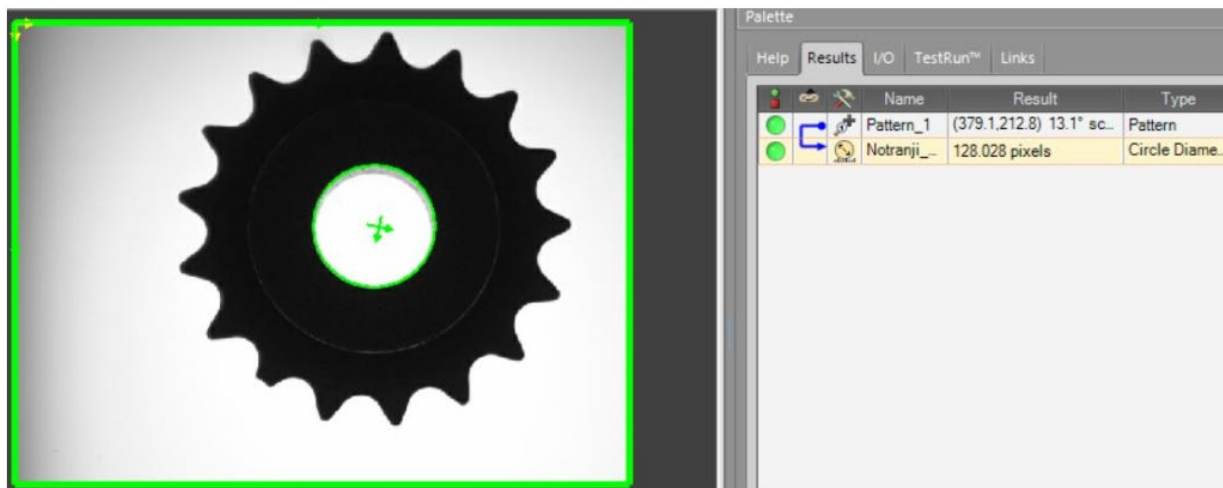 Palette
Help Results I/O TestRun™ Links
Name Result Type
Pattern_1 (379.1,212.8) 13.1° sc... Pattern
Notranji_... 128.028 pixels Circle Diame...